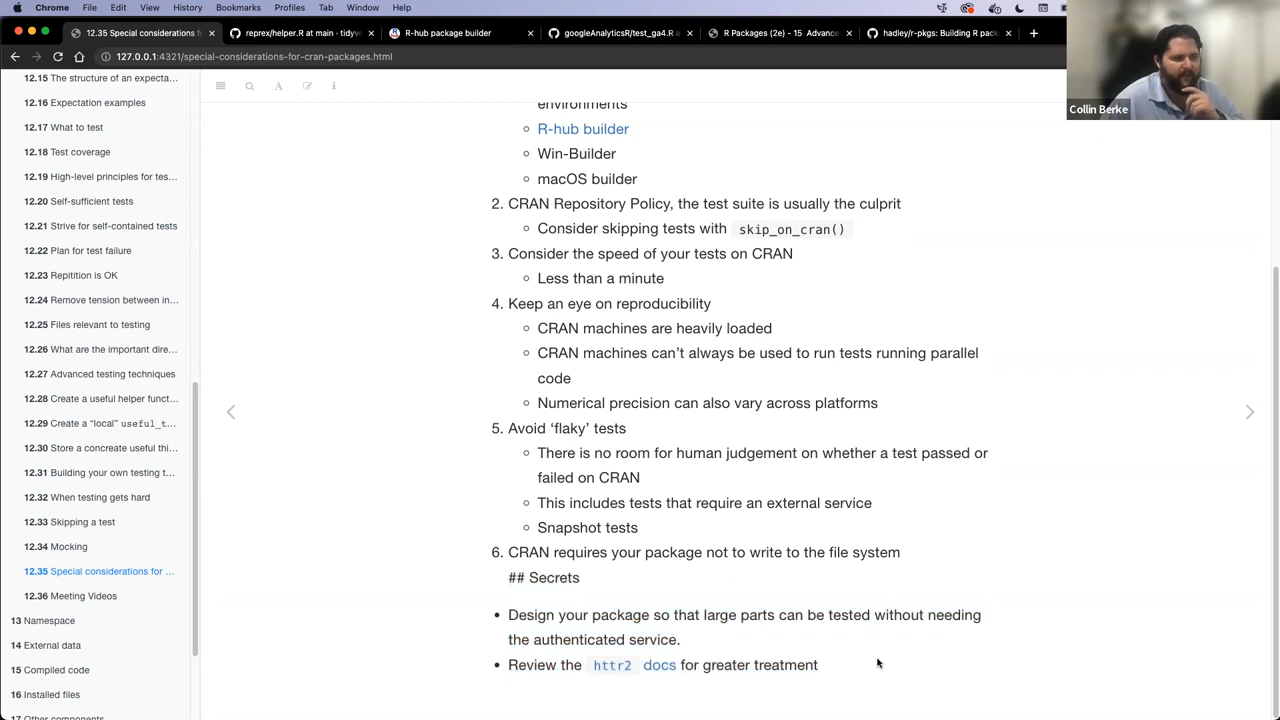 Chrome File Edit View History Bookmarks Profiles Tab Window Help
12.35 Special considerations f
reprex/helper.R at main · tidyve
R-hub package builder
googleAnalyticsR/test_ga4.R a
R Packages (2e) - 15 Advance
hadley/r-pkgs: Building R pack
127.0.0.1:4321/special-considerations-for-cran-packages.html
Collin Berke
12.15 The structure of an expecta...
12.16 Expectation examples
12.17 What to test
12.18 Test coverage
12.19 High-level principles for tes...
12.20 Self-sufficient tests
12.21 Strive for self-contained tests
12.22 Plan for test failure
12.23 Repitition is OK
12.24 Remove tension between in...
12.25 Files relevant to testing
12.26 What are the important dire...
12.27 Advanced testing techniques
12.28 Create a useful helper funct...
12.29 Create a “local” useful_t...
12.30 Store a concreate useful thi...
12.31 Building your own testing t...
12.32 When testing gets hard
12.33 Skipping a test
12.34 Mocking
12.35 Special considerations for ...
12.36 Meeting Videos
13 Namespace
14 External data
15 Compiled code
16 Installed files
17 Other components
environments
R-hub builder
Win-Builder
macOS builder
2. CRAN Repository Policy, the test suite is usually the culprit
Consider skipping tests with skip_on_cran()
3. Consider the speed of your tests on CRAN
Less than a minute
4. Keep an eye on reproducibility
CRAN machines are heavily loaded
CRAN machines can’t always be used to run tests running parallel
code
Numerical precision can also vary across platforms
5. Avoid ‘flaky’ tests
There is no room for human judgement on whether a test passed or
failed on CRAN
This includes tests that require an external service
Snapshot tests
6. CRAN requires your package not to write to the file system
## Secrets
Design your package so that large parts can be tested without needing
the authenticated service.
Review the httr2 docs for greater treatment